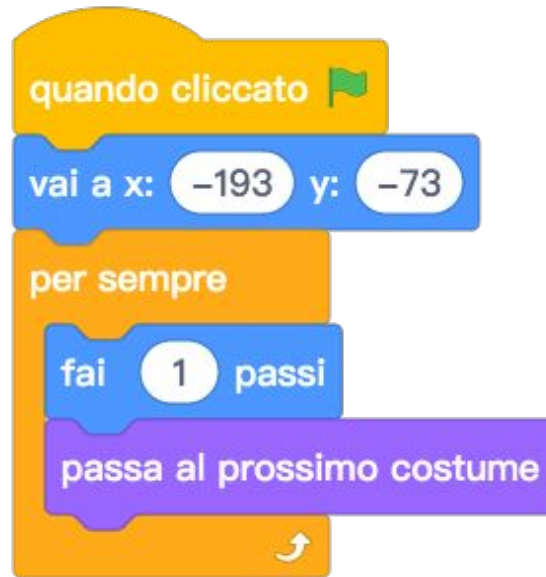 quando cliccato
vai a x: -193 y: -73
per sempre
fai 1 passi
passa al prossimo costume